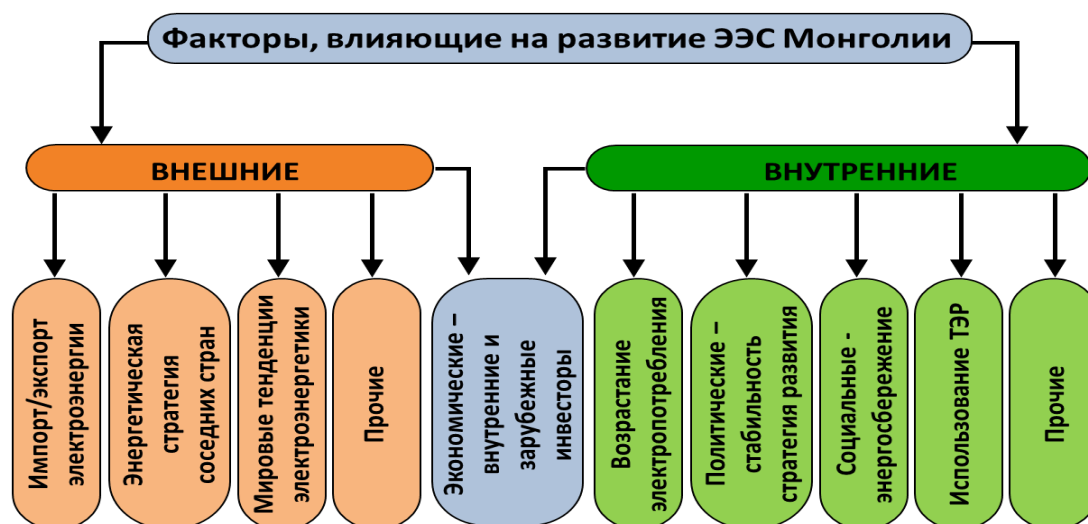 Факторы, влияющие на развитие ЭЭС Монголии
ВНЕШНИЕ
ВНУТРЕННИЕ
Импорт/экспорт
электроэнергии
Энергетическая
стратегия
соседних стран
Мировые тенденции
электроэнергетики
Прочие
Экономические –
внутренние и
зарубежные
инвесторы
Возрастание
электропотребления
Политические –
стабильность
стратегия развития
Социальные -
энергосбережение
Использование ТЭР
Прочие